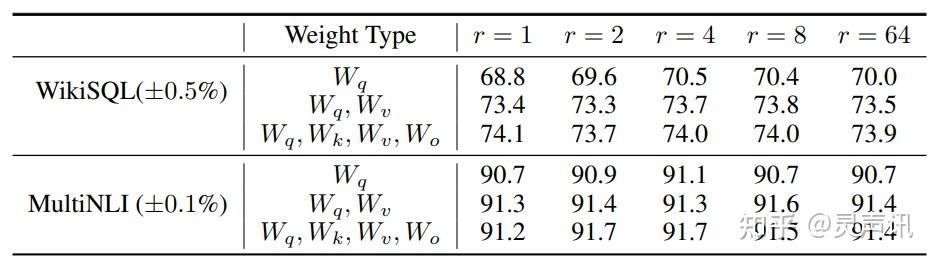 Weight Type r = 1 r = 2 r = 4 r = 8 r = 64
W_q 68.8 69.6 70.5 70.4 70.0
WikiSQL(±0.5%) W_q, W_v 73.4 73.3 73.7 73.8 73.5
W_q, W_k, W_v, W_o 74.1 73.7 74.0 74.0 73.9
W_q 90.7 90.9 91.1 90.7 90.7
MultiNLI (±0.1%) W_q, W_v 91.3 91.4 91.3 91.6 91.4
W_q, W_k, W_v, W_o 91.2 91.7 91.7 91.5 91.4
知乎 @灵声讯